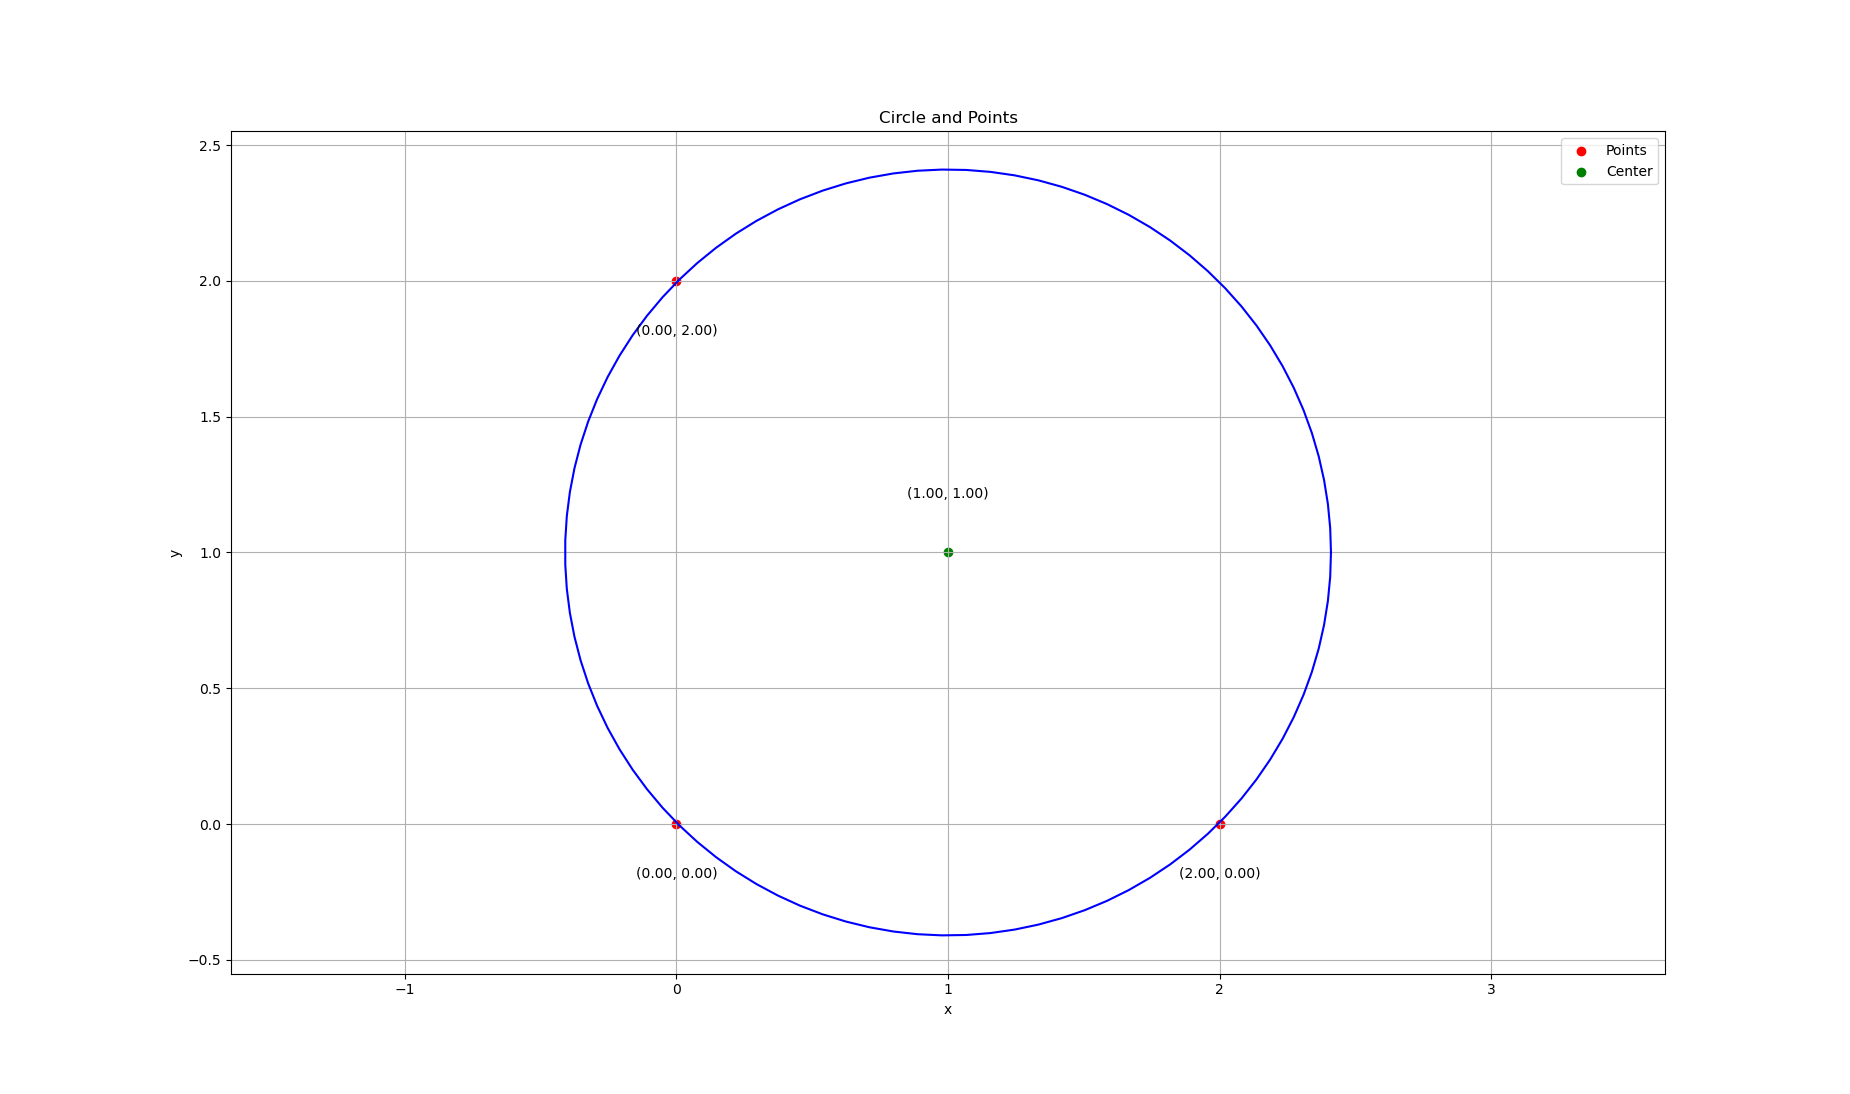 Circle and Points
Points
Center
2.5
2.0
1.5
1.0
0.5
0.0
−0.5
y
(0.00, 2.00)
(1.00, 1.00)
(0.00, 0.00)
(2.00, 0.00)
−1 0 1 2 3
x